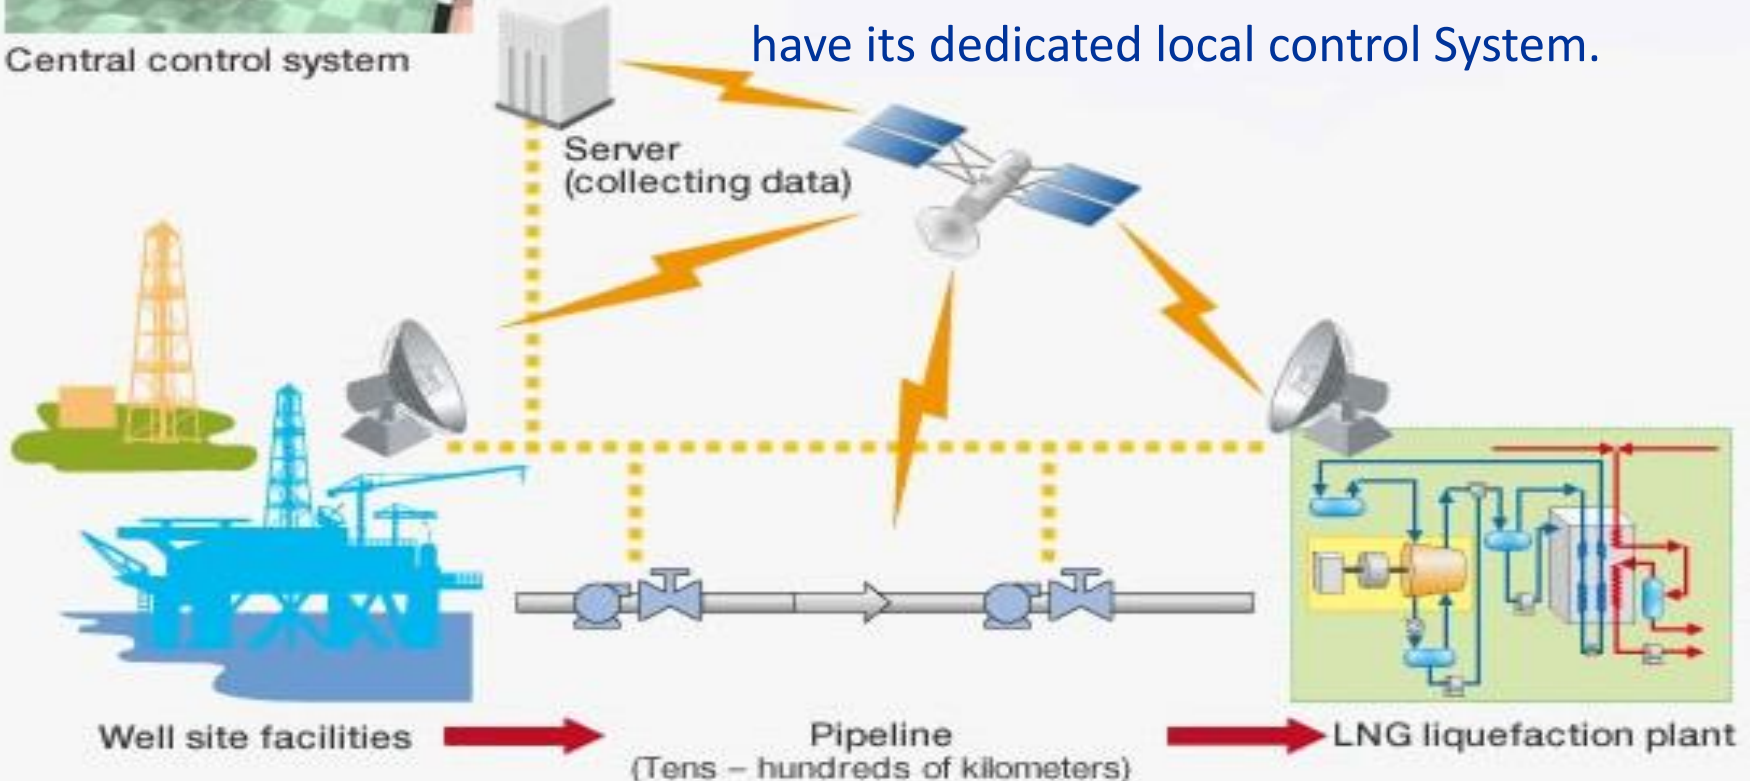 have its dedicated local control System.
Central control system
Server
(collecting data)
Well site facilities
Pipeline
(Tens – hundreds of kilometers)
LNG liquefaction plant